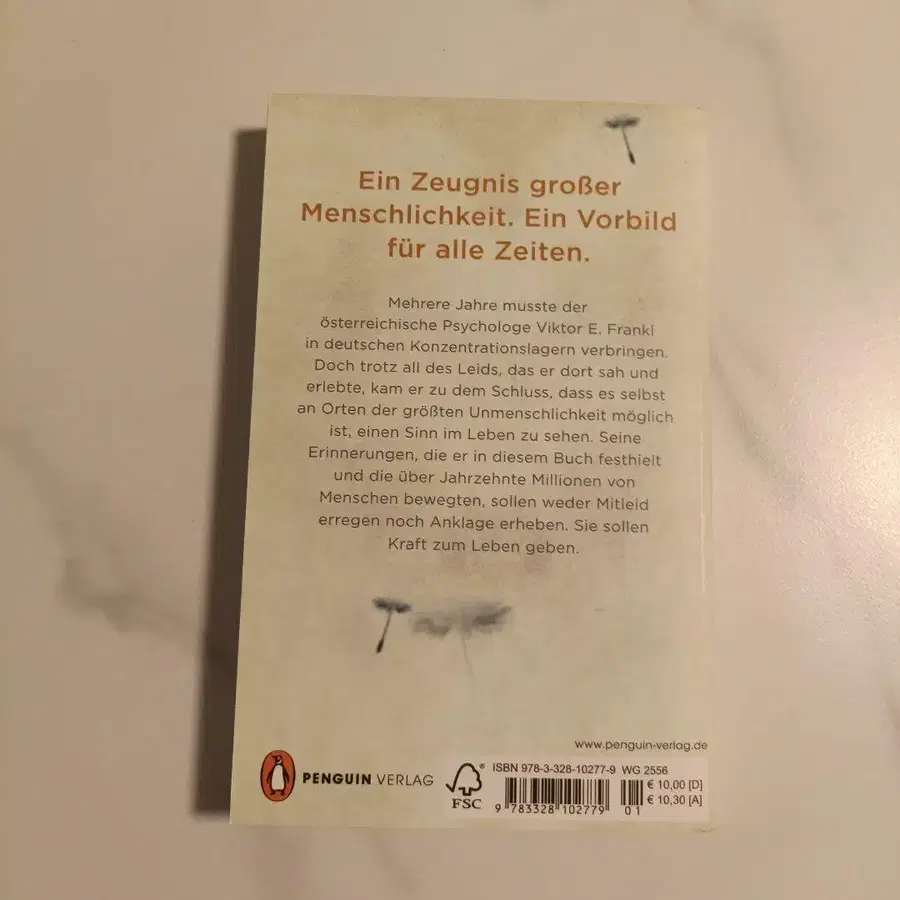 Ein Zeugnis großer
Menschlichkeit. Ein Vorbild
für alle Zeiten.
Mehrere Jahre musste der
österreichische Psychologe Viktor E. Frankl
in deutschen Konzentrationslagern verbringen.
Doch trotz all des Leids, das er dort sah und
erlebte, kam er zu dem Schluss, dass es selbst
an Orten der größten Unmenschlichkeit möglich
ist, einen Sinn im Leben zu sehen. Seine
Erinnerungen, die er in diesem Buch festhielt
und die über Jahrzehnte Millionen von
Menschen bewegten, sollen weder Mitleid
erregen noch Anklage erheben. Sie sollen
Kraft zum Leben geben.
www.penguin-verlag.de
PENGUIN VERLAG
FSC®
ISBN 978-3-328-10277-9 WG 2556
€ 10,00 [D]
€ 10,30 [A]
9 783328 102779 01